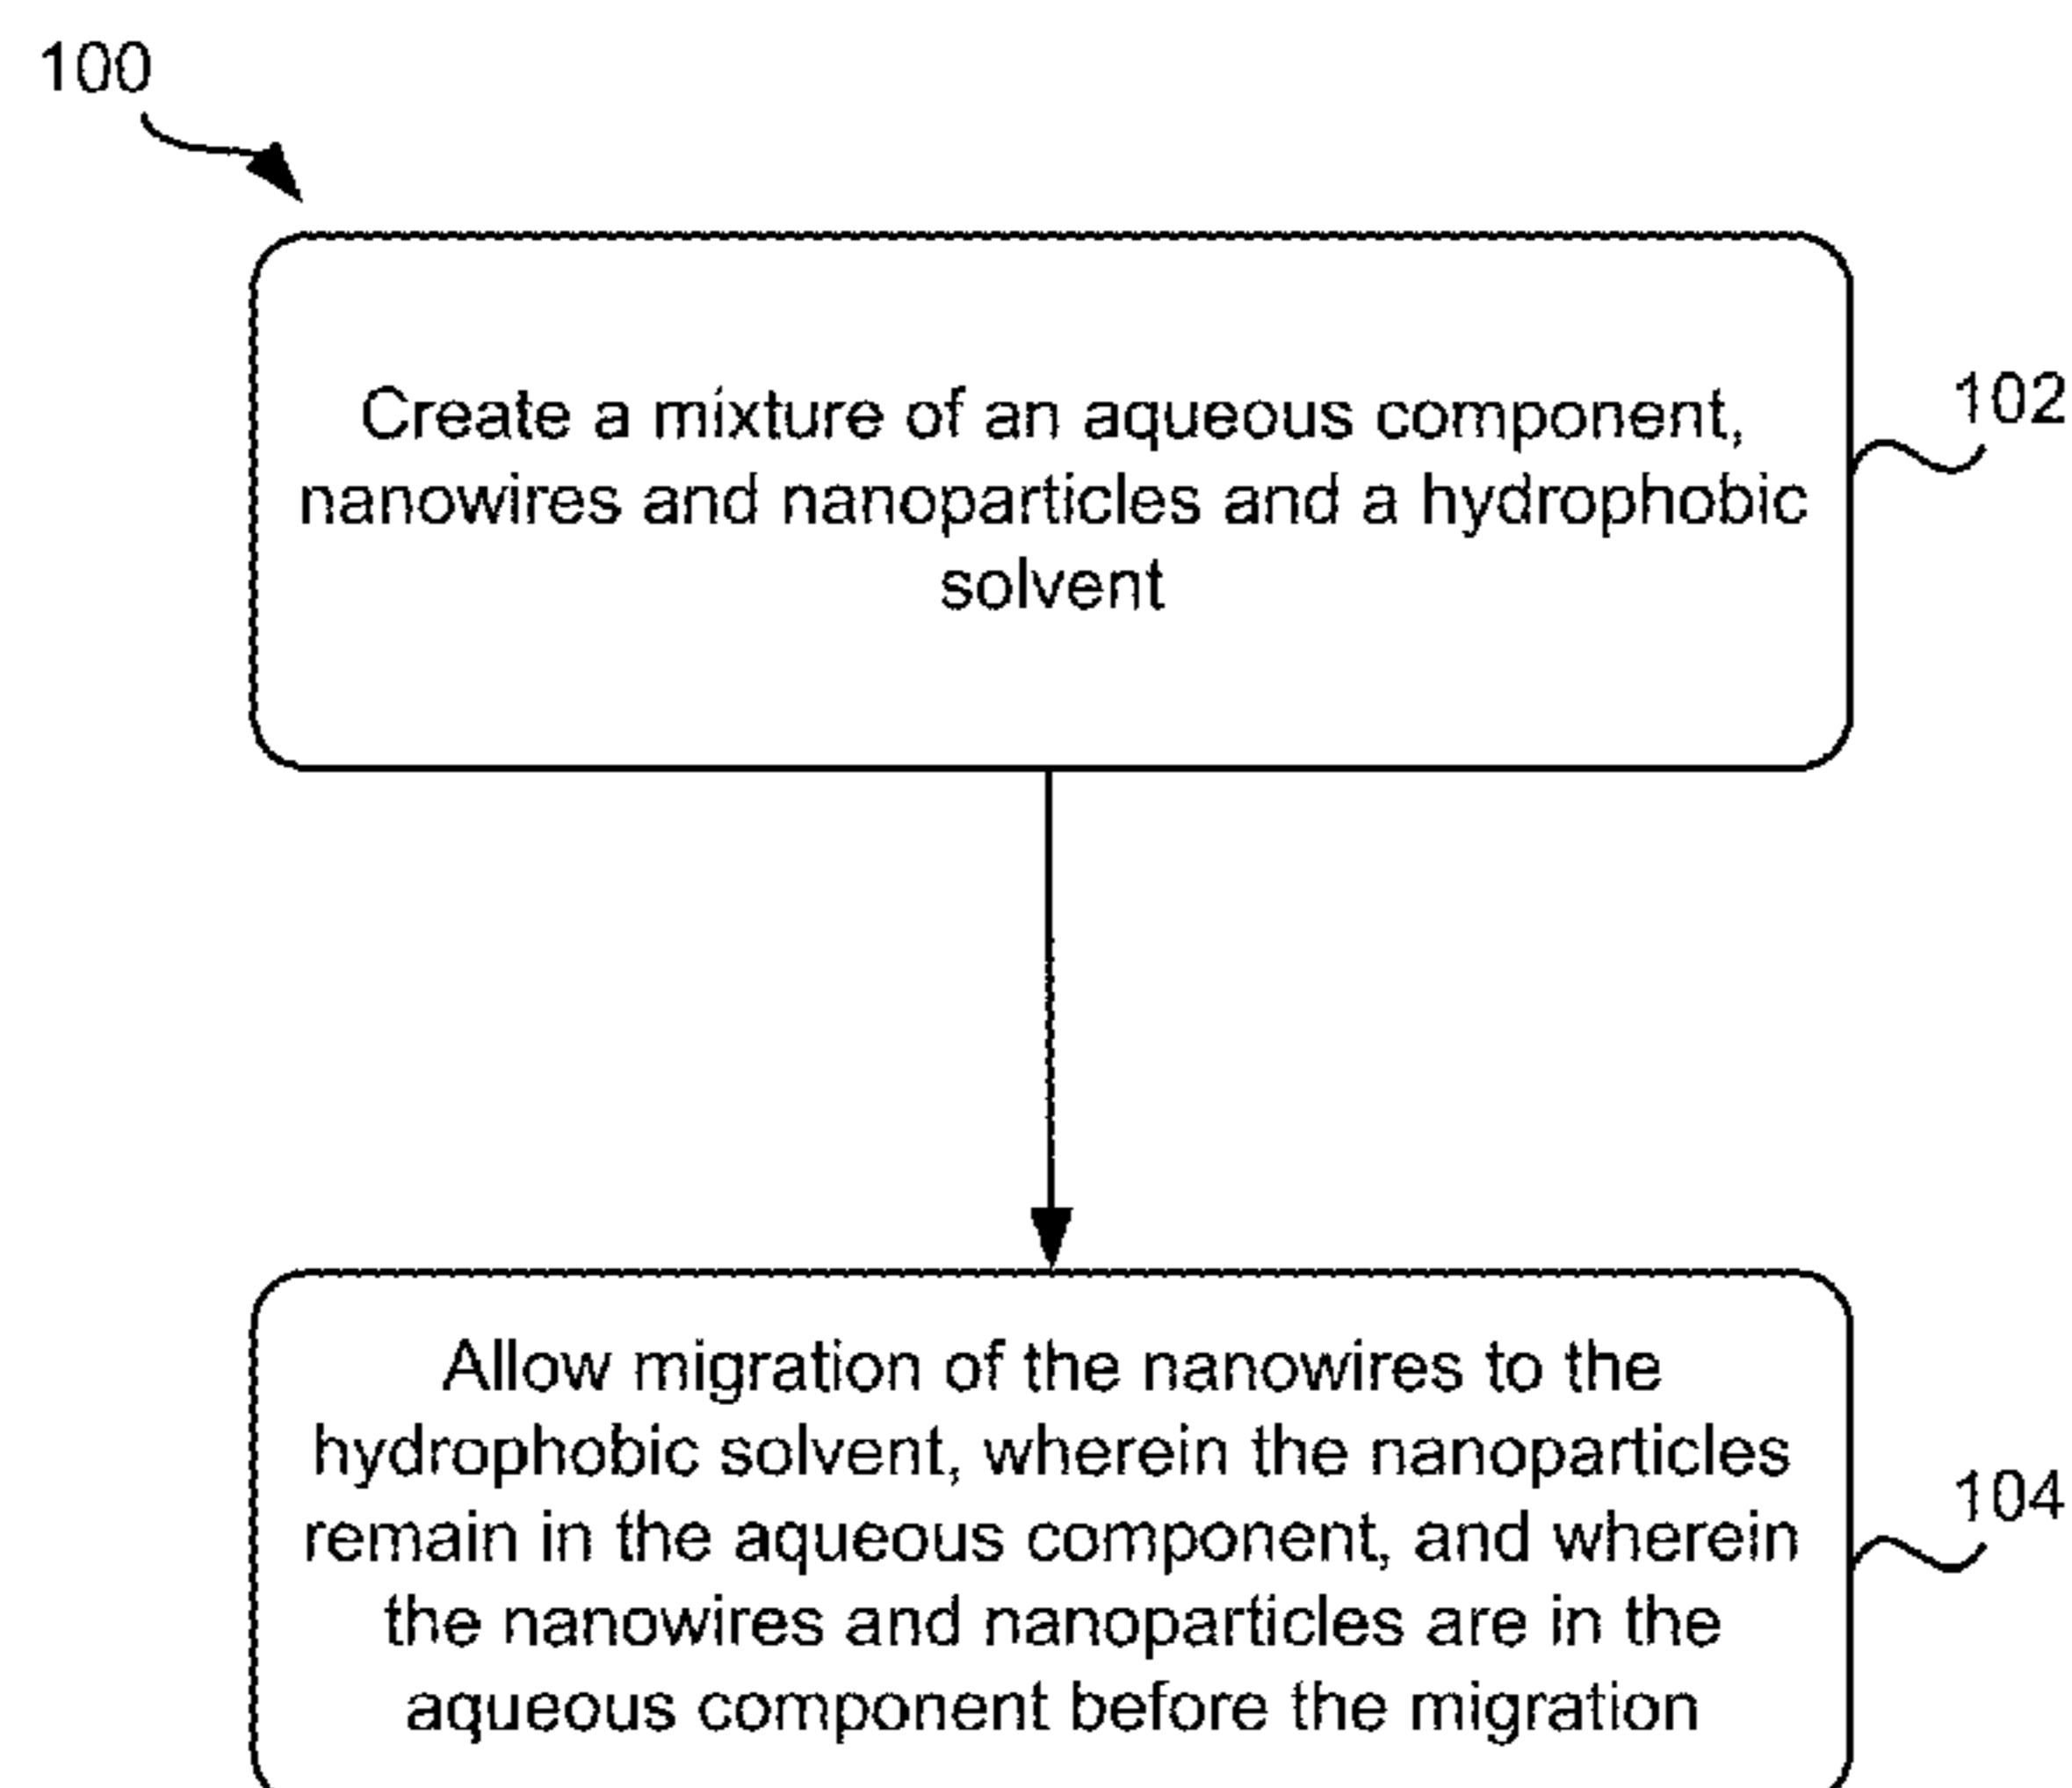 100
Create a mixture of an aqueous component,
nanowires and nanoparticles and a hydrophobic
solvent
102
Allow migration of the nanowires to the
hydrophobic solvent, wherein the nanoparticles
remain in the aqueous component, and wherein
the nanowires and nanoparticles are in the
aqueous component before the migration
104